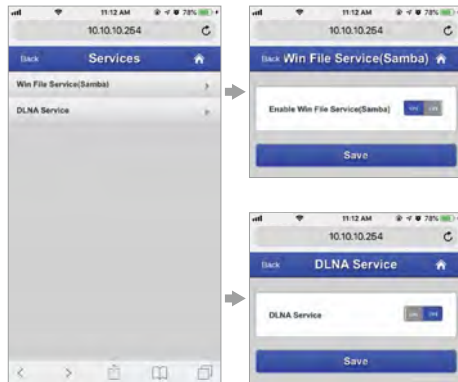 11:12 AM
78%
10.10.10.254
Back
Services
Win File Service(Samba)
DLNA Service
11:12 AM
78%
10.10.10.254
Back
Win File Service(Samba)
Enable Win File Service(Samba)
Save
11:12 AM
78%
10.10.10.254
Back
DLNA Service
DLNA Service
Save